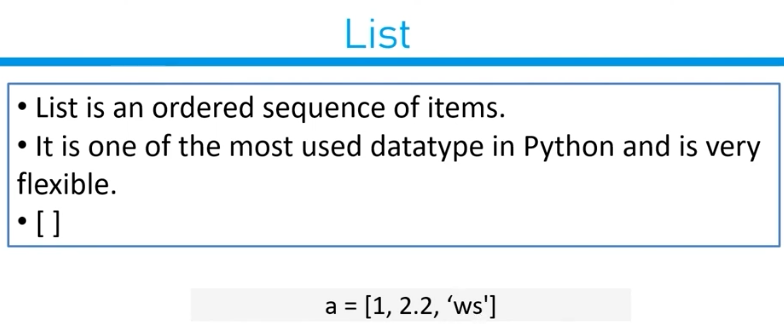 List
• List is an ordered sequence of items.
• It is one of the most used datatype in Python and is very
flexible.
• [ ]
a = [1, 2.2, ‘ws']